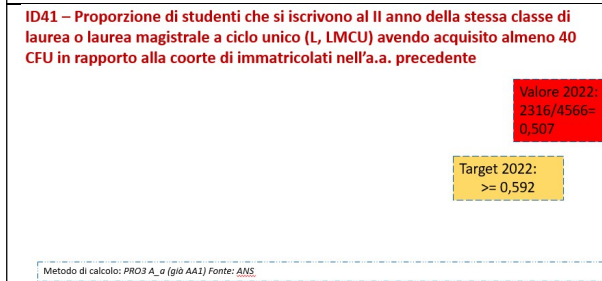 ID41 – Proporzione di studenti che si iscrivono al II anno della stessa classe di
laurea o laurea magistrale a ciclo unico (L, LMCU) avendo acquisito almeno 40
CFU in rapporto alla coorte di immatricolati nell'a.a. precedente
Valore 2022:
2316/4566=
0,507
Target 2022:
>= 0,592
Metodo di calcolo: PRO3 A_a (già AA1) Fonte: ANS